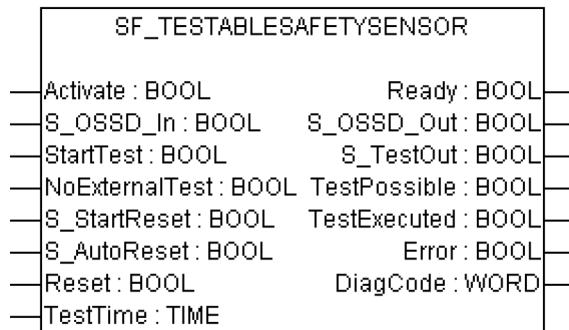 SF_TESTABLESAFETYSENSOR
Activate : BOOL Ready : BOOL
S_OSSD_In : BOOL S_OSSD_Out : BOOL
StartTest : BOOL S_TestOut : BOOL
NoExternalTest : BOOL TestPossible : BOOL
S_StartReset : BOOL TestExecuted : BOOL
S_AutoReset : BOOL Error : BOOL
Reset : BOOL DiagCode : WORD
TestTime : TIME